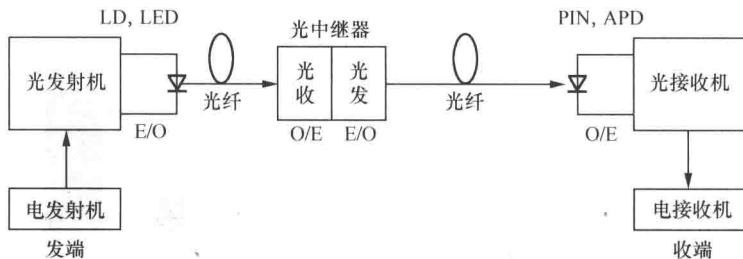 LD, LED
光中继器
PIN, APD
光发射机
光纤
光收
光发
光纤
光接收机
E/O
O/E
E/O
O/E
电发射机
电接收机
发端
收端